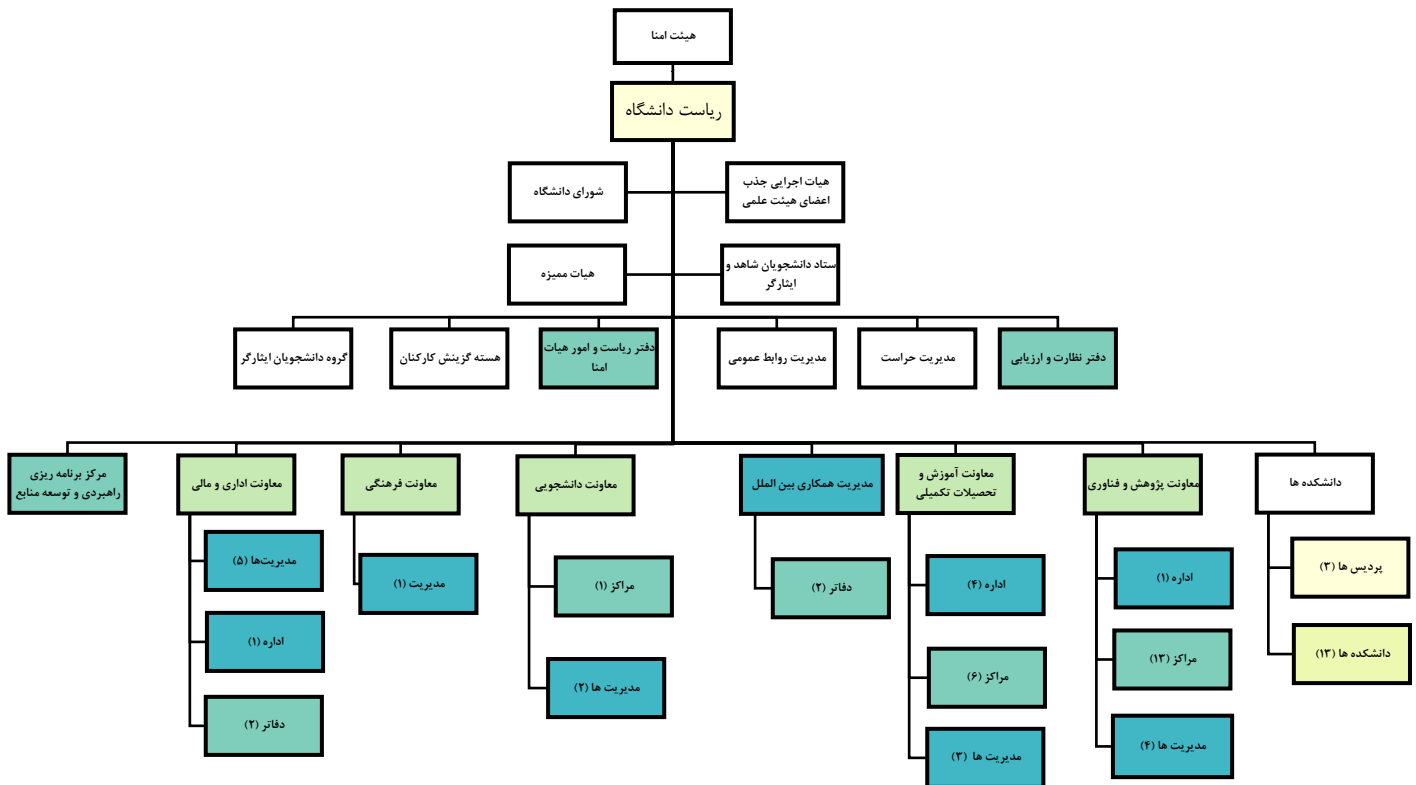 هیئت امنا
ریاست دانشگاه
هیات اجرایی جذب
اعضای هیئت علمی
شورای دانشگاه
ستاد دانشجویان شاهد و
ایثارگر
هیات ممیزه
دفتر نظارت و ارزیابی
مدیریت حراست
مدیریت روابط عمومی
دفتر ریاست و امور هیات
امنا
هسته گزینش کارکنان
گروه دانشجویان ایثارگر
دانشکده ها
معاونت پژوهش و فناوری
معاونت آموزش و
تحصیلات تکمیلی
مدیریت همکاری بین الملل
معاونت دانشجویی
معاونت فرهنگی
معاونت اداری و مالی
مرکز برنامه ریزی
راهبردی و توسعه منابع
پردیس ها (۳)
دانشکده ها (۱۳)
اداره (۱)
مراکز (۱۳)
مدیریت ها (۴)
اداره (۴)
مراکز (۶)
مدیریت ها (۳)
دفاتر (۲)
مراکز (۱)
مدیریت ها (۲)
مدیریت (۱)
مدیریت‌ها (۵)
اداره (۱)
دفاتر (۲)